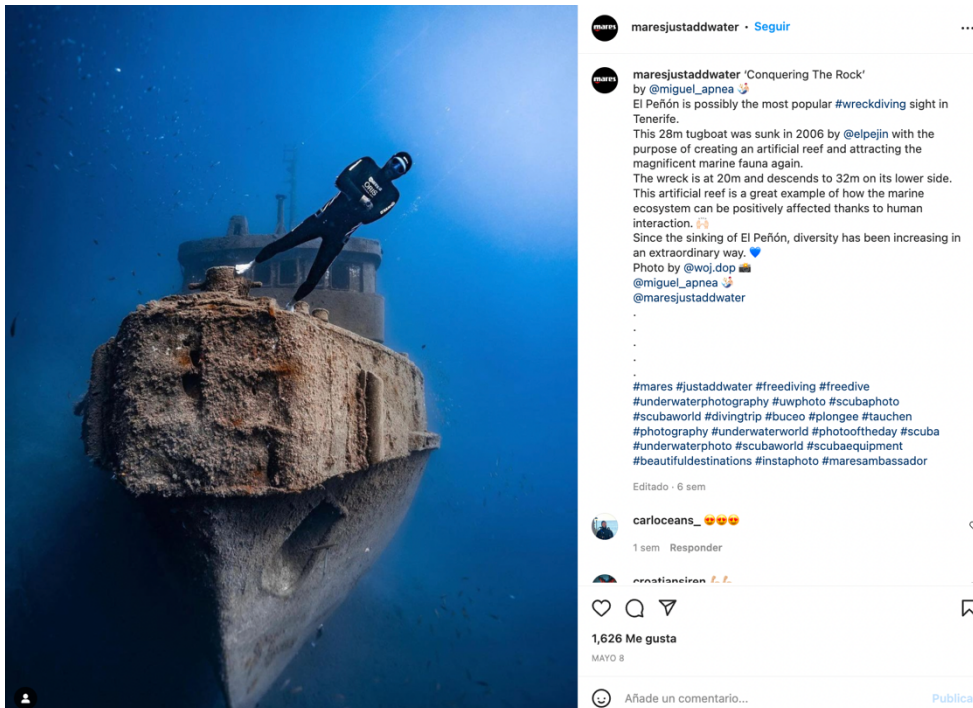 mares
maresjustaddwater • Seguir
mares
maresjustaddwater ‘Conquering The Rock’
by @miguel_apnea 🤾🏻
El Peñón is possibly the most popular #wreckdiving sight in
Tenerife.
This 28m tugboat was sunk in 2006 by @elpejin with the
purpose of creating an artificial reef and attracting the
magnificent marine fauna again.
The wreck is at 20m and descends to 32m on its lower side.
This artificial reef is a great example of how the marine
ecosystem can be positively affected thanks to human
interaction. 🙌🏻
Since the sinking of El Peñón, diversity has been increasing in
an extraordinary way. 💙
Photo by @woj.dop 📸
@miguel_apnea 🤾🏻
@maresjustaddwater
.
.
.
.
.
#mares #justaddwater #freediving #freedive
#underwaterphotography #uwphoto #scubaphoto
#scubaworld #divingtrip #buceo #plongee #tauchen
#photography #underwaterworld #photooftheday #scuba
#underwaterphoto #scubaworld #scubaequipment
#beautifuldestinations #instaphoto #maresambassador
Editado · 6 sem
carloceans_ 😍😍😍
1 sem Responder
croatiansiren 💪🏻💪🏻
1,626 Me gusta
MAYO 8
Añade un comentario...
Publica